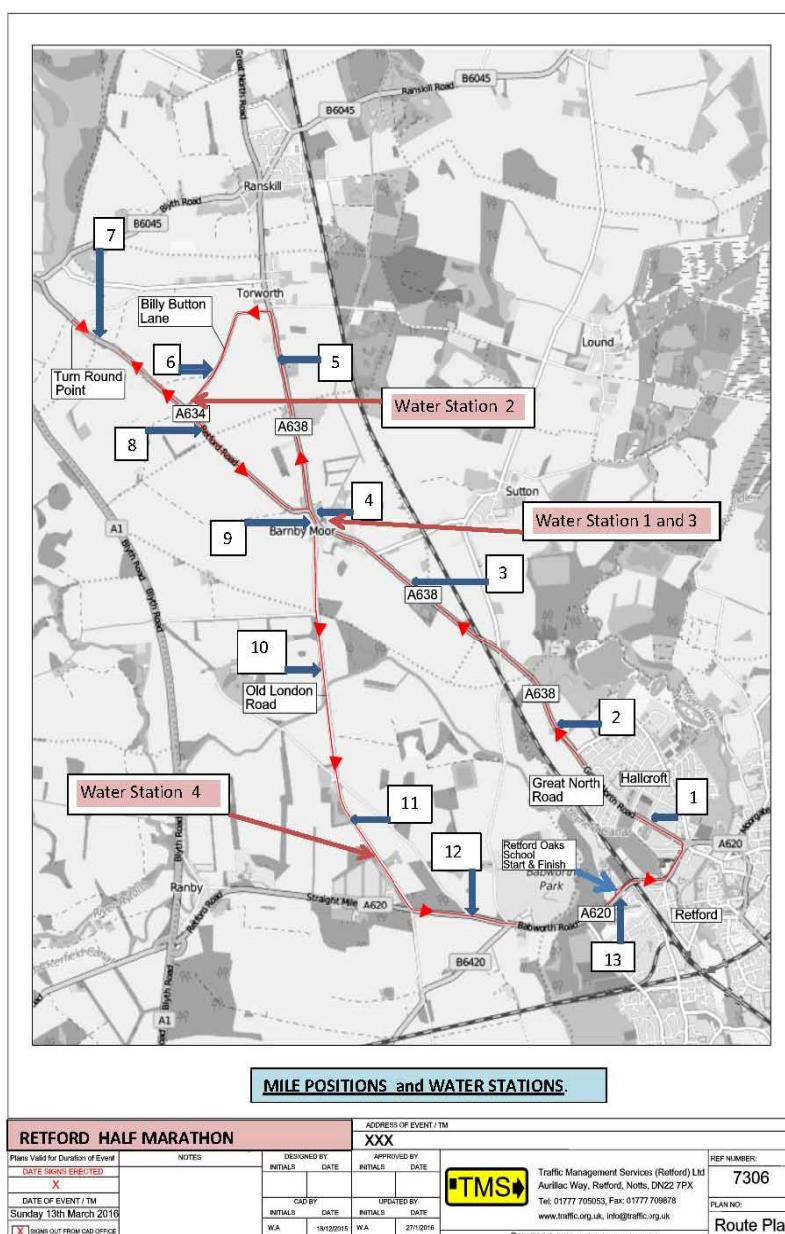 B6045
Ranskill Road
B6045
Great North Road
Ranskill
Blyth Road
B6045
7
Torworth
Billy Button
Lane
Lound
6
5
Turn Round
Point
Water Station 2
A634
8
Retford Road
A638
Sutton
4
A1
9
Barnby Moor
Water Station 1 and 3
3
A638
Blyth Road
10
Old London
Road
A638
2
Great North
Road
Hallcroft
Great North Road
1
Water Station 4
11
Moorgate
A620
12
Retford Oaks
School
Start & Finish
Babworth
Park
Blyth Road
Ranby
Straight Mile
A620
A620
Retford
Retford Road
Babworth Road
13
B6420
Blyth Road
A1
MILE POSITIONS and WATER STATIONS.
RETFORD HALF MARATHON
ADDRESS OF EVENT / TM
XXX
Plans Valid for Duration of Event
DATE SIGNS ERECTED
X
DATE OF EVENT / TM
Sunday 13th March 2016
X SIGNS OUT FROM CAD OFFICE
NOTES
DESIGNED BY
INITIALS DATE
APPROVED BY
INITIALS DATE
CAD BY
INITIALS DATE
W.A 18/12/2015
UPDATED BY
INITIALS DATE
W.A 27/1/2016
TMS
Traffic Management Services (Retford) Ltd
Aurillac Way, Retford, Notts, DN22 7PX
Tel: 01777 705053, Fax: 01777 709878
www.traffic.org.uk, info@traffic.org.uk
REF NUMBER:
7306
PLAN NO:
Route Pla